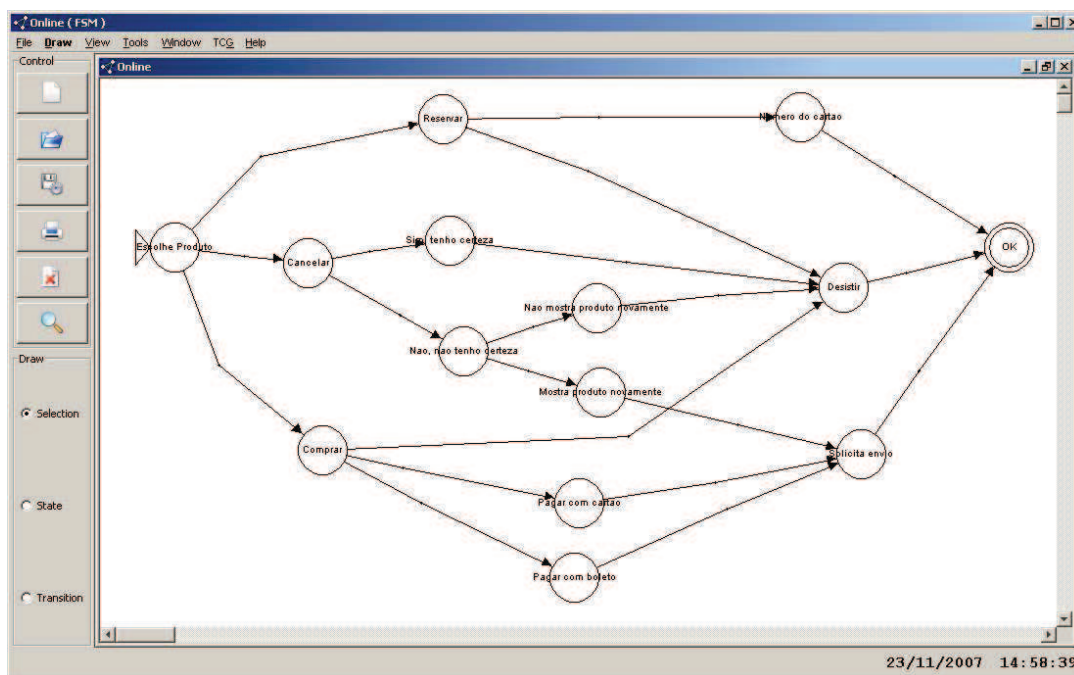 Online ( FSM )
File Draw View Tools Window TCG Help
Control
Online
Reservar
Numero do cartao
Escolhe Produto
Sim, tenho certeza
OK
Cancelar
Desistir
Nao mostra produto novamente
Nao, nao tenho certeza
Mostra produto novamente
Draw
Selection
Comprar
Solicita envio
State
Pagar com cartao
Pagar com boleto
Transition
23/11/2007 14:58:39